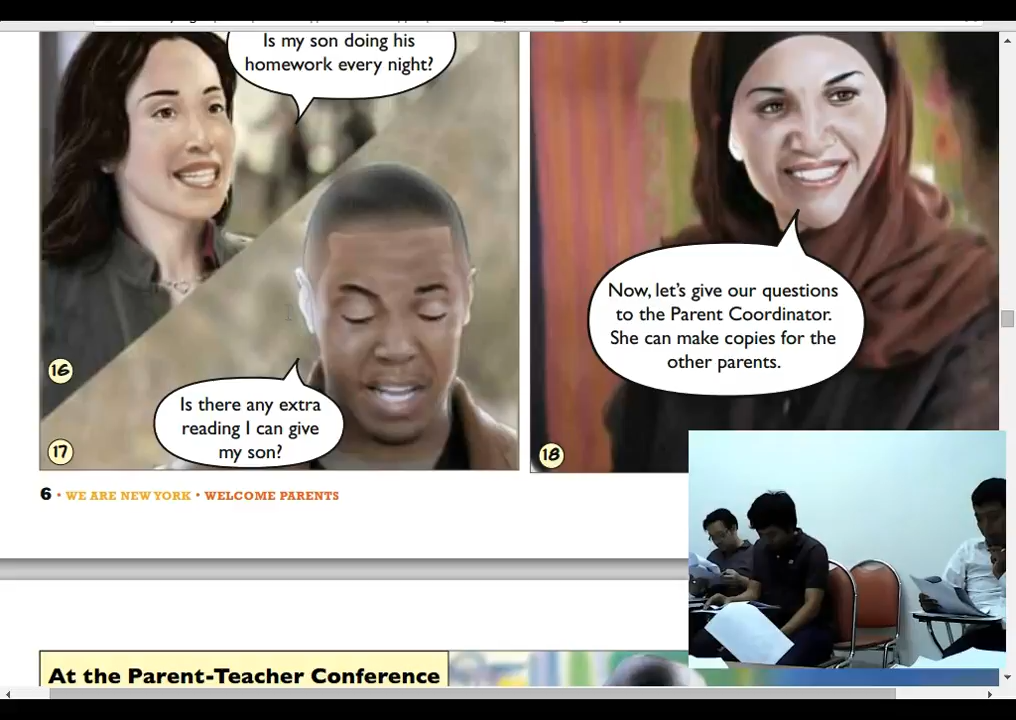 Is my son doing his
homework every night?
16
Is there any extra
reading I can give
my son?
17
Now, let's give our questions
to the Parent Coordinator.
She can make copies for the
other parents.
18
6 • WE ARE NEW YORK • WELCOME PARENTS
At the Parent-Teacher Conference